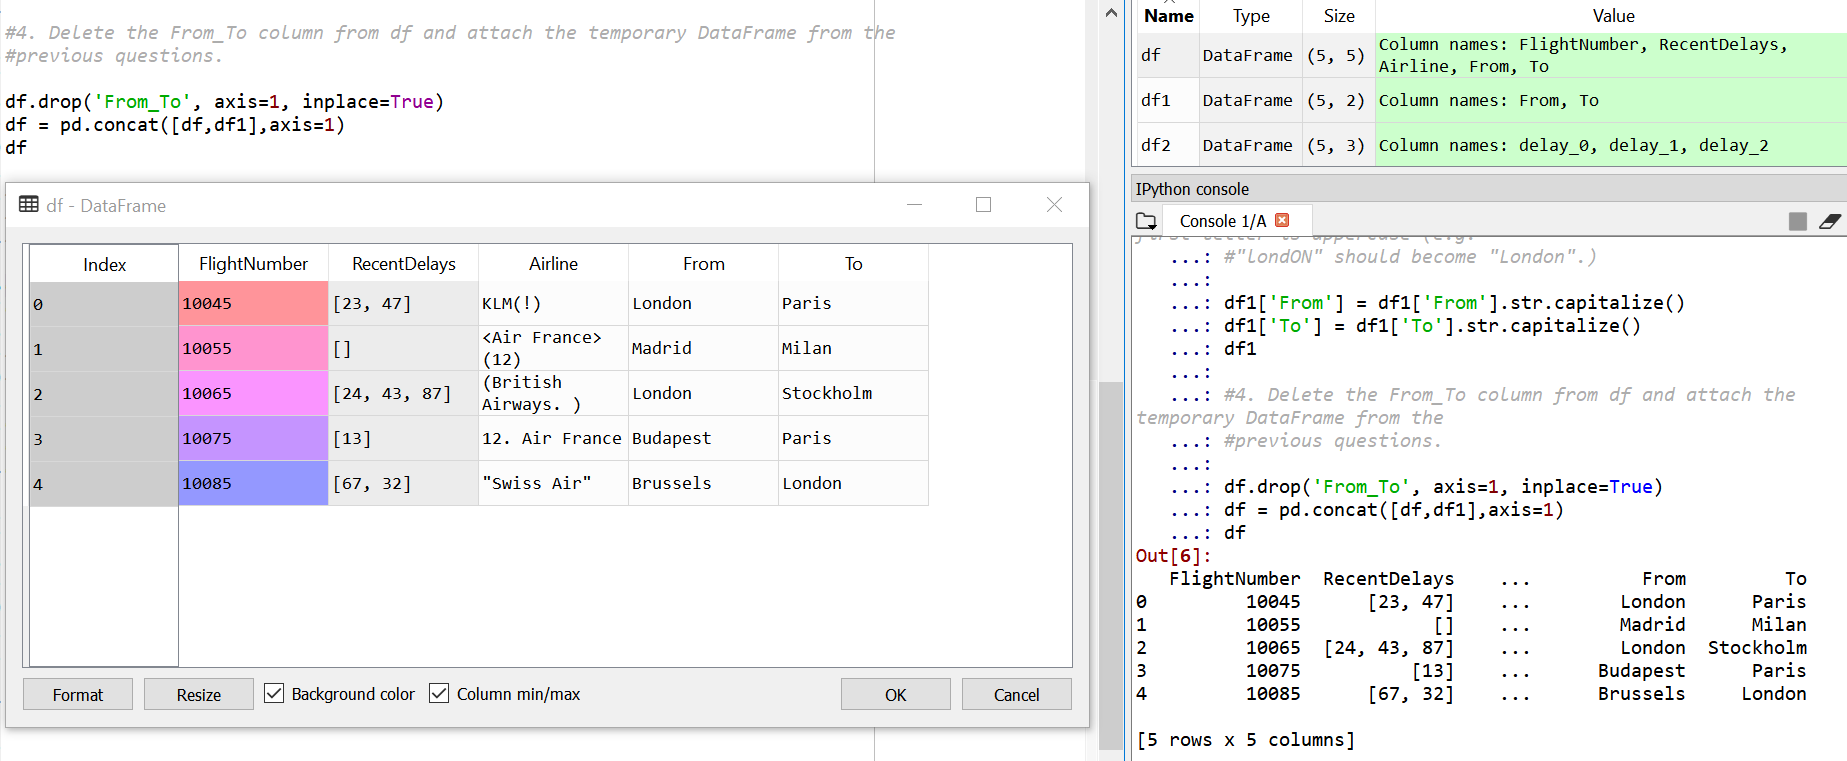 #4. Delete the From_To column from df and attach the temporary DataFrame from the
#previous questions.
df.drop('From_To', axis=1, inplace=True)
df = pd.concat([df,df1],axis=1)
df
df - DataFrame
Index FlightNumber RecentDelays Airline From To
0 10045 [23, 47] KLM(!) London Paris
1 10055 [] <Air France> (12) Madrid Milan
2 10065 [24, 43, 87] (British Airways. ) London Stockholm
3 10075 [13] 12. Air France Budapest Paris
4 10085 [67, 32] "Swiss Air" Brussels London
Format Resize Background color Column min/max OK Cancel
Name Type Size Value
df DataFrame (5, 5) Column names: FlightNumber, RecentDelays,
Airline, From, To
df1 DataFrame (5, 2) Column names: From, To
df2 DataFrame (5, 3) Column names: delay_0, delay_1, delay_2
IPython console
Console 1/A
first letter is uppercase (e.g.
...: #"londON" should become "London".)
...:
...: df1['From'] = df1['From'].str.capitalize()
...: df1['To'] = df1['To'].str.capitalize()
...: df1
...:
...: #4. Delete the From_To column from df and attach the
temporary DataFrame from the
...: #previous questions.
...:
...: df.drop('From_To', axis=1, inplace=True)
...: df = pd.concat([df,df1],axis=1)
...: df
Out[6]:
FlightNumber RecentDelays ... From To
0 10045 [23, 47] ... London Paris
1 10055 [] ... Madrid Milan
2 10065 [24, 43, 87] ... London Stockholm
3 10075 [13] ... Budapest Paris
4 10085 [67, 32] ... Brussels London
[5 rows x 5 columns]